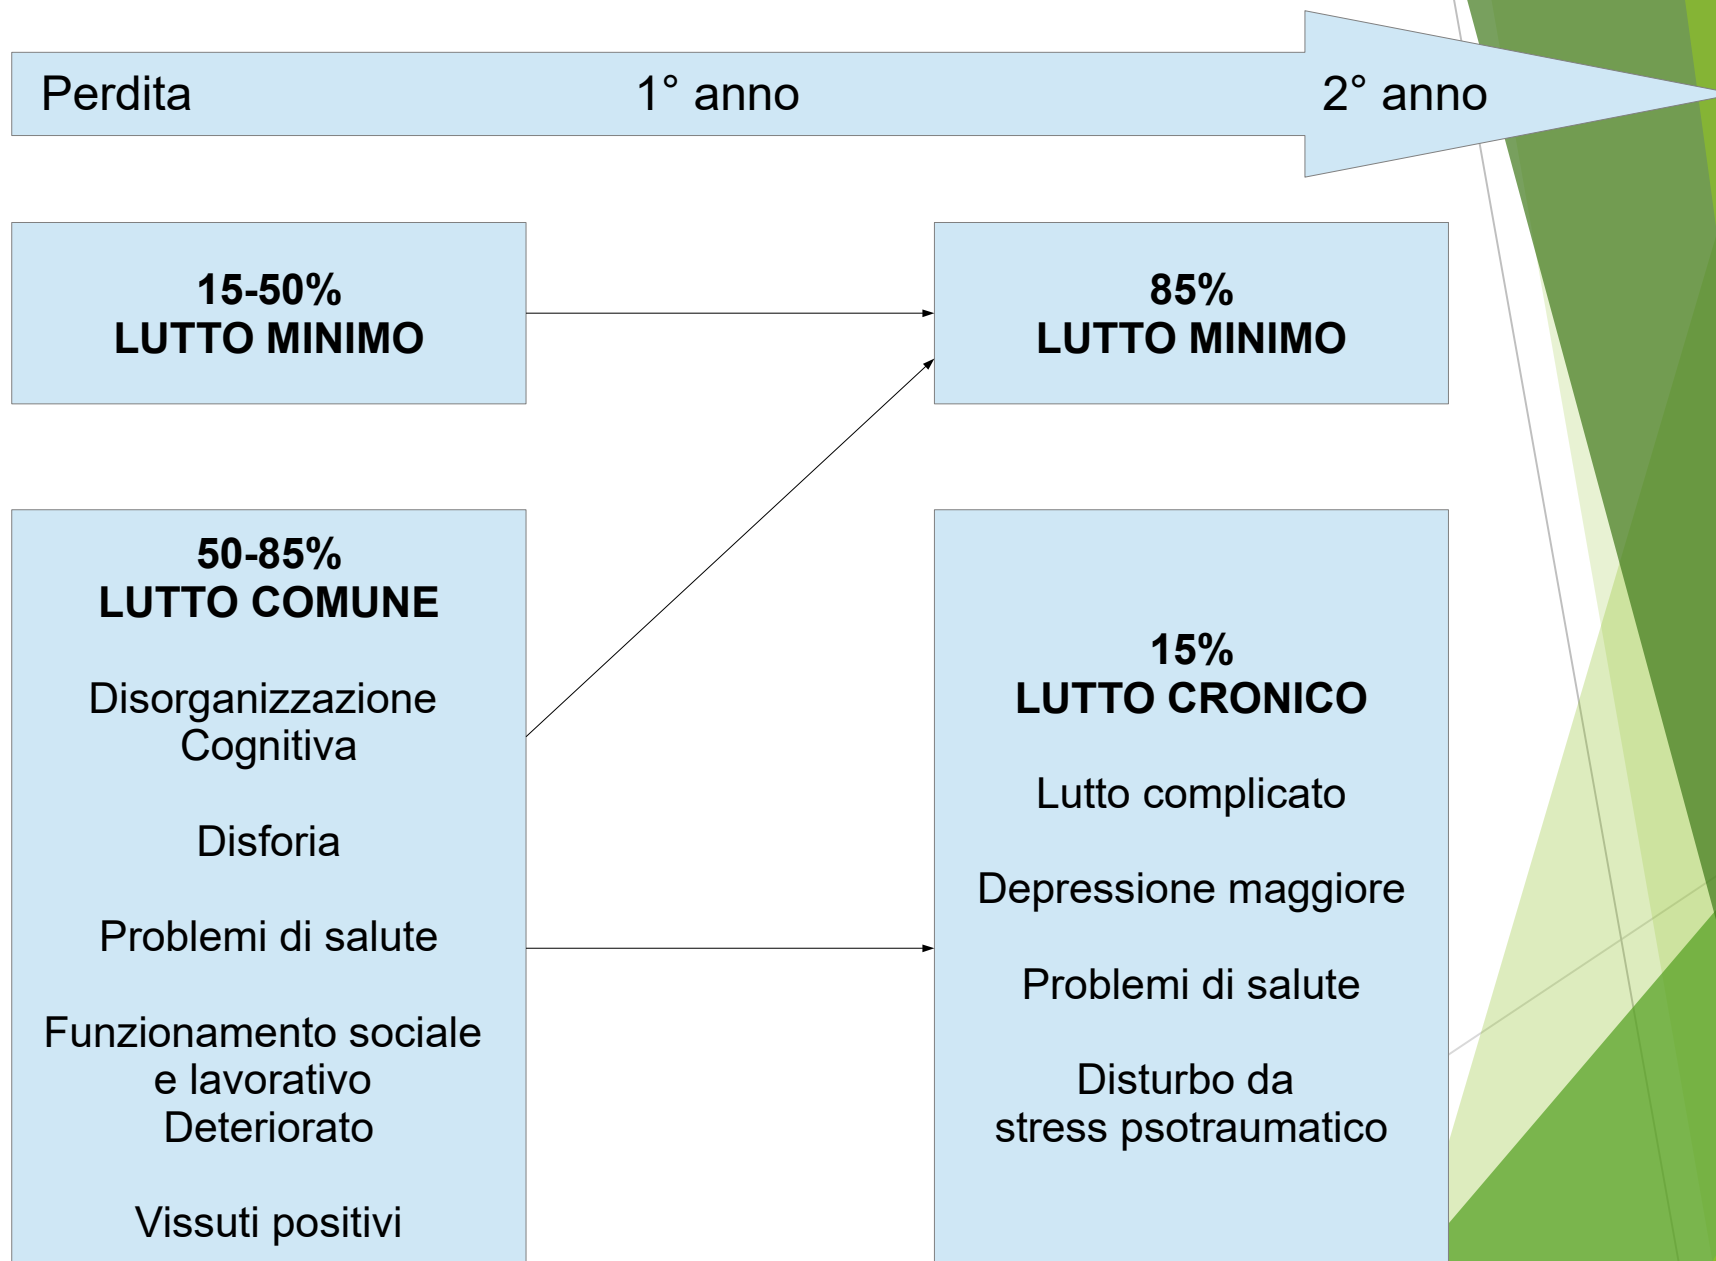 Perdita 1° anno 2° anno
15-50%
LUTTO MINIMO
85%
LUTTO MINIMO
50-85%
LUTTO COMUNE
Disorganizzazione
Cognitiva
Disforia
Problemi di salute
Funzionamento sociale
e lavorativo
Deteriorato
Vissuti positivi
15%
LUTTO CRONICO
Lutto complicato
Depressione maggiore
Problemi di salute
Disturbo da
stress psotraumatico